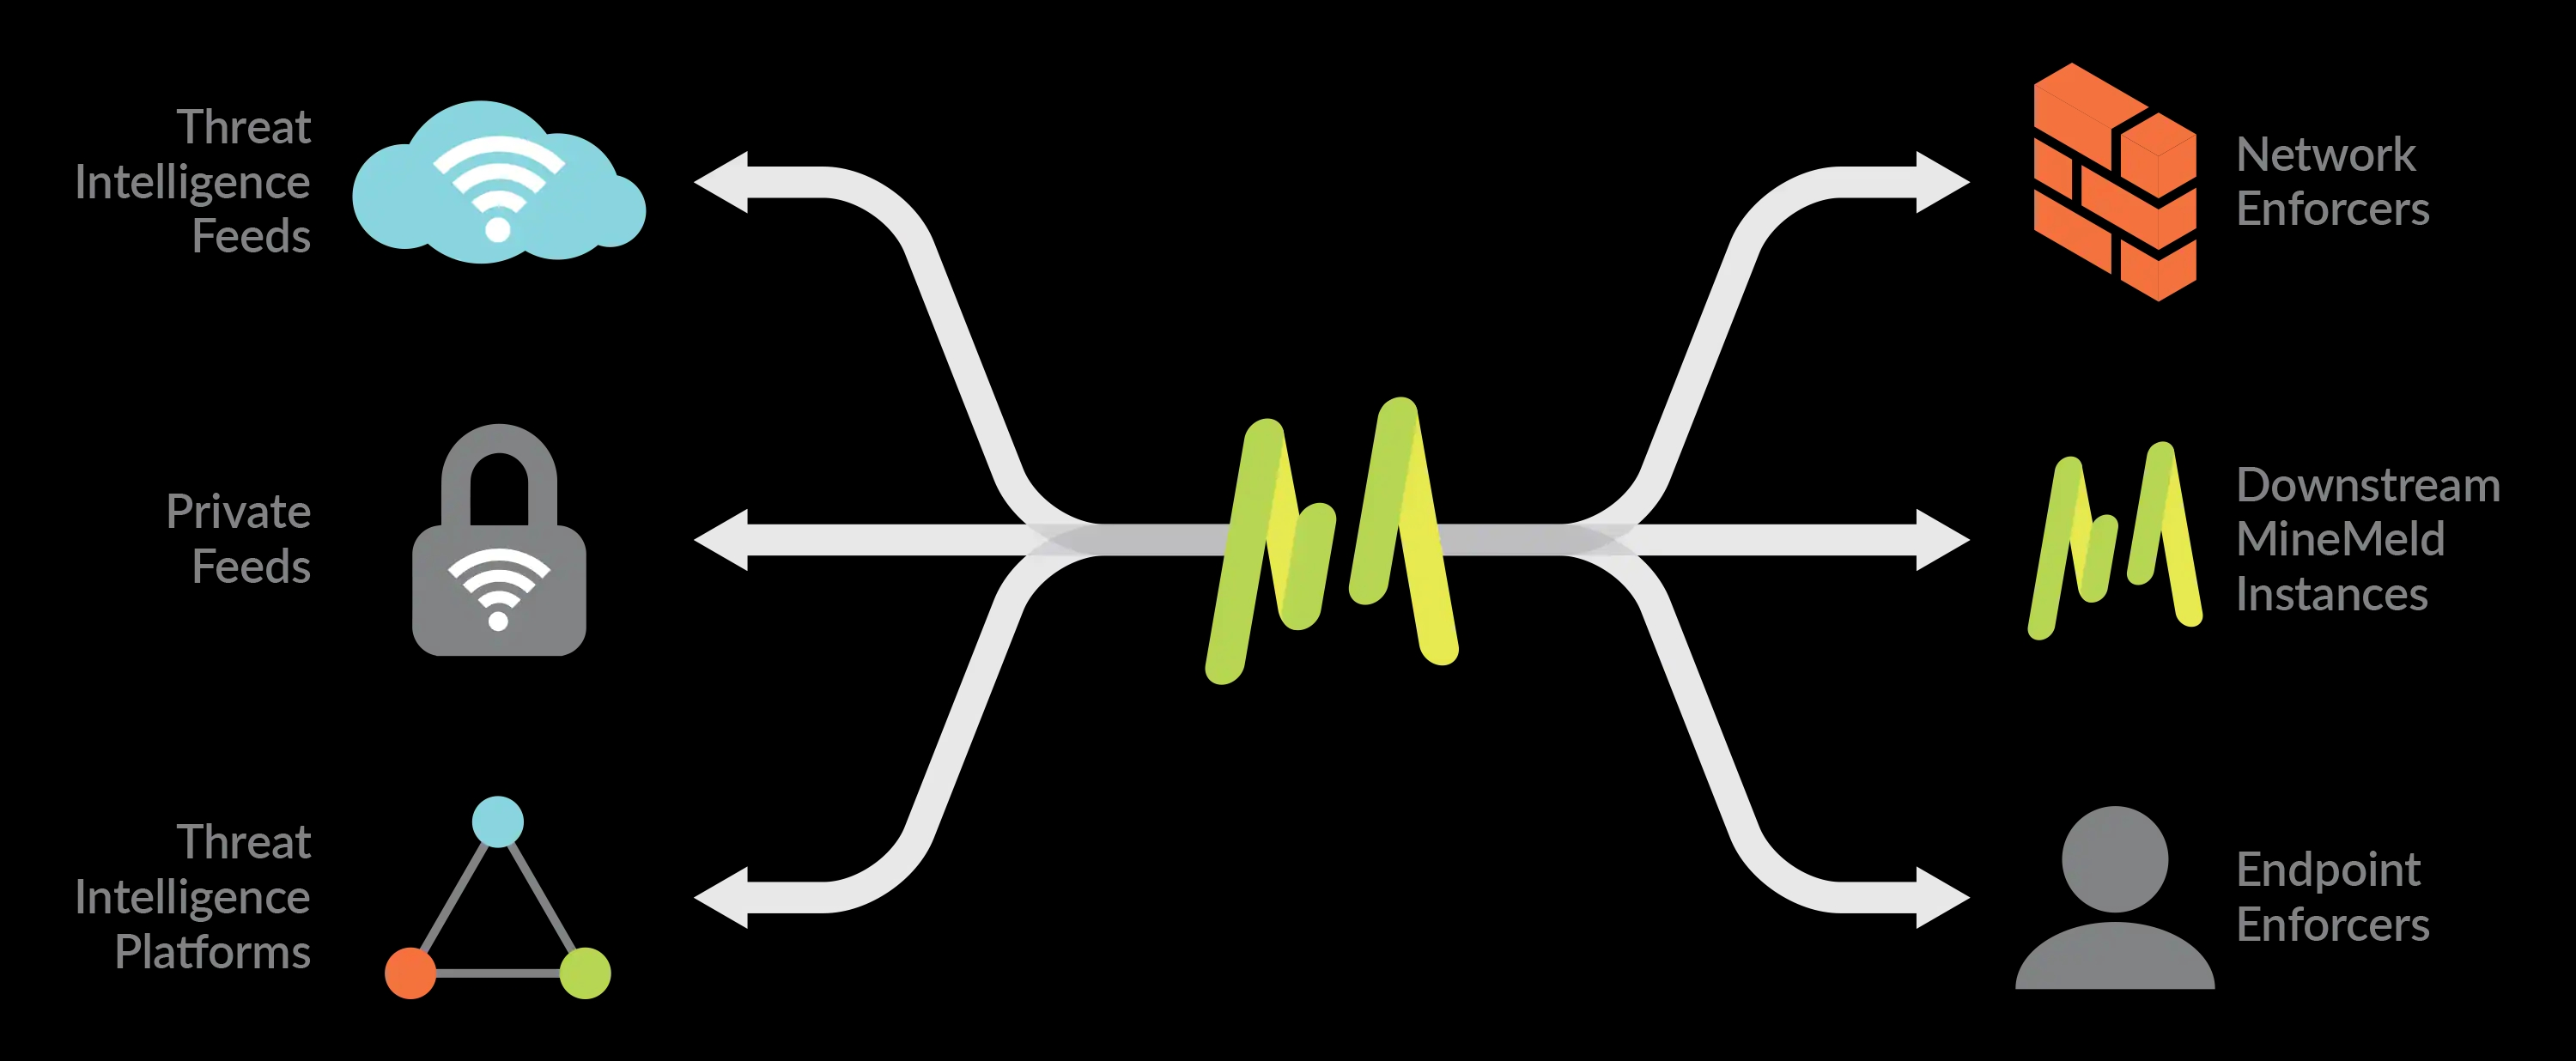 Threat
Intelligence
Feeds
Private
Feeds
Threat
Intelligence
Platforms
Network
Enforcers
Downstream
MineMeld
Instances
Endpoint
Enforcers